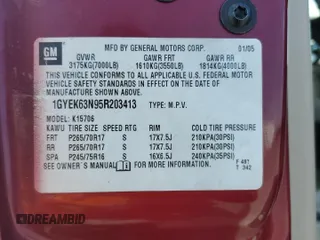 GM
MFD BY GENERAL MOTORS CORP. 01/05
GVWR GAWR FRT GAWR RR
3175KG(7000LB) 1610KG(3550LB) 1814KG(4000LB)
THIS VEHICLE CONFORMS TO ALL APPLICABLE U.S. FEDERAL MOTOR
VEHICLE SAFETY STANDARDS IN EFFECT ON THE DATE OF
MANUFACTURE SHOWN ABOVE.
1GYEK63N95R203413 TYPE: M.P.V.
MODEL: K15706
KAWU TIRE SIZE SPEED RTG RIM COLD TIRE PRESSURE
FRT P265/70R17 S 17X7.5J 210KPA(30PSI)
RR P265/70R17 S 17X7.5J 210KPA(30PSI)
SPA P245/75R16 S 16X6.5J 240KPA(35PSI)
SEE OWNER'S MANUAL FOR MORE INFORMATION. F 481
T 342
DREAMBID